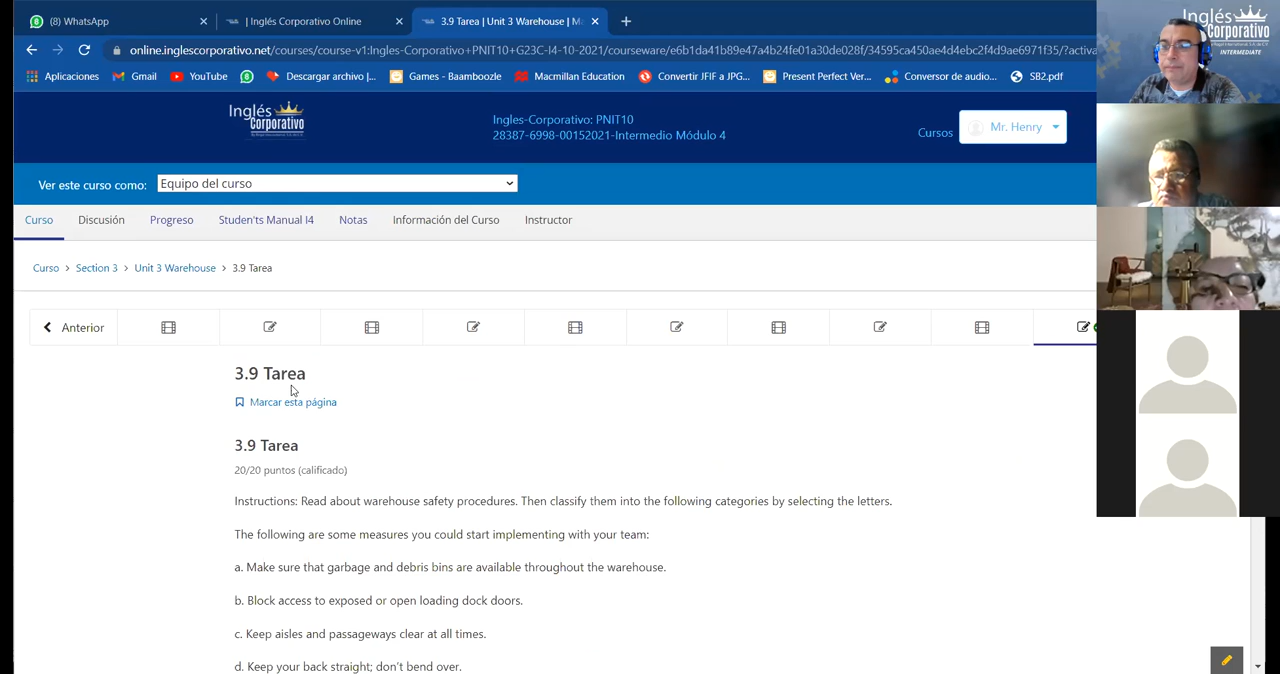 (8) WhatsApp
| Inglés Corporativo Online
3.9 Tarea | Unit 3 Warehouse | M
online.inglescorporativo.net/courses/course-v1:Ingles-Corporativo+PNIT10+G23C-I4-10-2021/courseware/e6b1da41b89e47a4b24fe01a30de028f/34595ca450ae4d4ebc2f4d9ae6971f35/?activa
Aplicaciones
Gmail
YouTube
Descargar archivo |...
Games - Baamboozle
Macmillan Education
Convertir JFIF a JPG...
Present Perfect Ver...
Conversor de audio...
SB2.pdf
Inglés
Corporativo
INTERMEDIATE
Inglés
Corporativo
Ingles-Corporativo: PNIT10
28387-6998-00152021-Intermedio Módulo 4
Cursos
Mr. Henry
Ver este curso como:
Equipo del curso
Curso
Discusión
Progreso
Studen'ts Manual I4
Notas
Información del Curso
Instructor
Curso > Section 3 > Unit 3 Warehouse > 3.9 Tarea
Anterior
3.9 Tarea
Marcar esta página
3.9 Tarea
20/20 puntos (calificado)
Instructions: Read about warehouse safety procedures. Then classify them into the following categories by selecting the letters.
The following are some measures you could start implementing with your team:
a. Make sure that garbage and debris bins are available throughout the warehouse.
b. Block access to exposed or open loading dock doors.
c. Keep aisles and passageways clear at all times.
d. Keep your back straight; don't bend over.